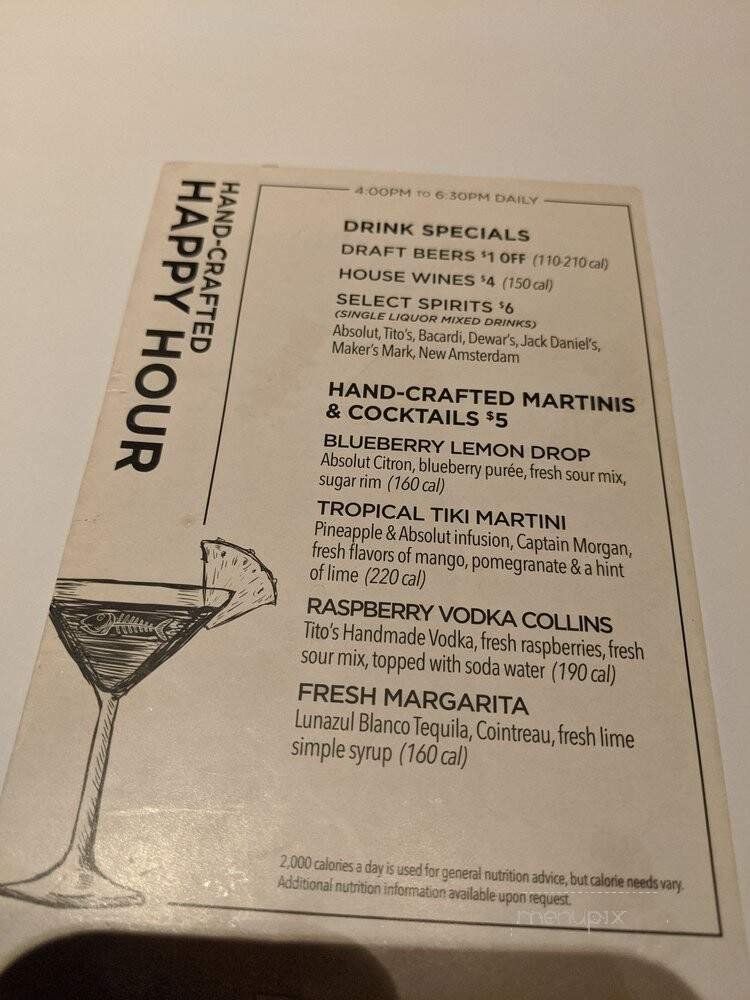 HAND-CRAFTED
HAPPY HOUR
4:00PM TO 6:30PM DAILY
DRINK SPECIALS
DRAFT BEERS $1 OFF (110-210 cal)
HOUSE WINES $4 (150 cal)
SELECT SPIRITS $6
(SINGLE LIQUOR MIXED DRINKS)
Absolut, Tito's, Bacardi, Dewar's, Jack Daniel's,
Maker's Mark, New Amsterdam
HAND-CRAFTED MARTINIS
& COCKTAILS $5
BLUEBERRY LEMON DROP
Absolut Citron, blueberry purée, fresh sour mix,
sugar rim (160 cal)
TROPICAL TIKI MARTINI
Pineapple & Absolut infusion, Captain Morgan,
fresh flavors of mango, pomegranate & a hint
of lime (220 cal)
RASPBERRY VODKA COLLINS
Tito's Handmade Vodka, fresh raspberries, fresh
sour mix, topped with soda water (190 cal)
FRESH MARGARITA
Lunazul Blanco Tequila, Cointreau, fresh lime
simple syrup (160 cal)
2,000 calories a day is used for general nutrition advice, but calorie needs vary.
Additional nutrition information available upon request.
menupix